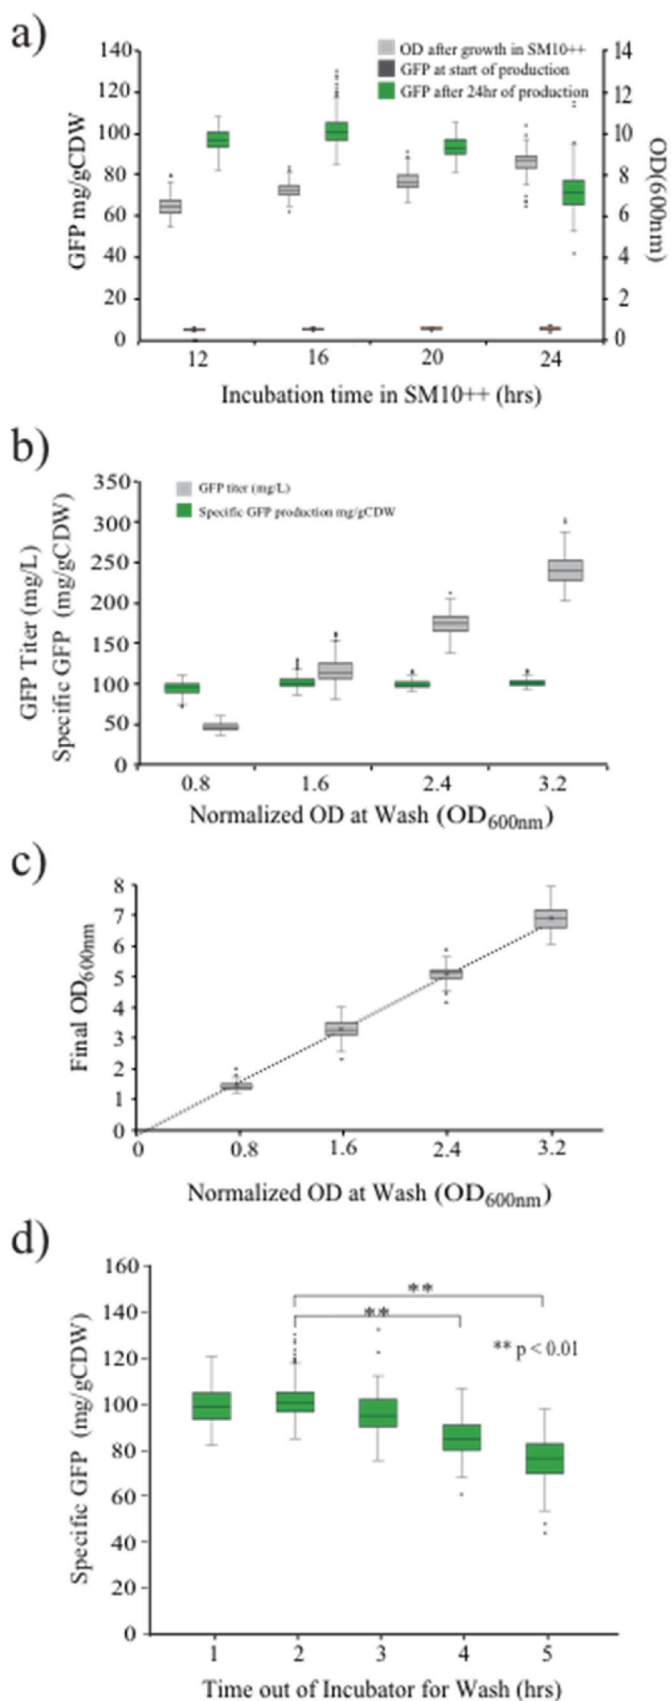 a)
140
120
100
80
60
40
20
0
GFP mg/gCDW
OD after growth in SM10++
GFP at start of production
GFP after 24hr of production
14
12
10
8
6
4
2
0
OD(600nm)
12 16 20 24
Incubation time in SM10++ (hrs)
b)
350
300
250
200
150
100
50
0
GFP Titer (mg/L)
Specific GFP (mg/gCDW)
GFP titer (mg/L)
Specific GFP production mg/gCDW
0.8 1.6 2.4 3.2
Normalized OD at Wash (OD600nm)
c)
8
7
6
5
4
3
2
1
0
Final OD600nm
0 0.8 1.6 2.4 3.2
Normalized OD at Wash (OD600nm)
d)
160
140
120
100
80
60
40
20
0
Specific GFP (mg/gCDW)
**
**
** p < 0.01
1 2 3 4 5
Time out of Incubator for Wash (hrs)